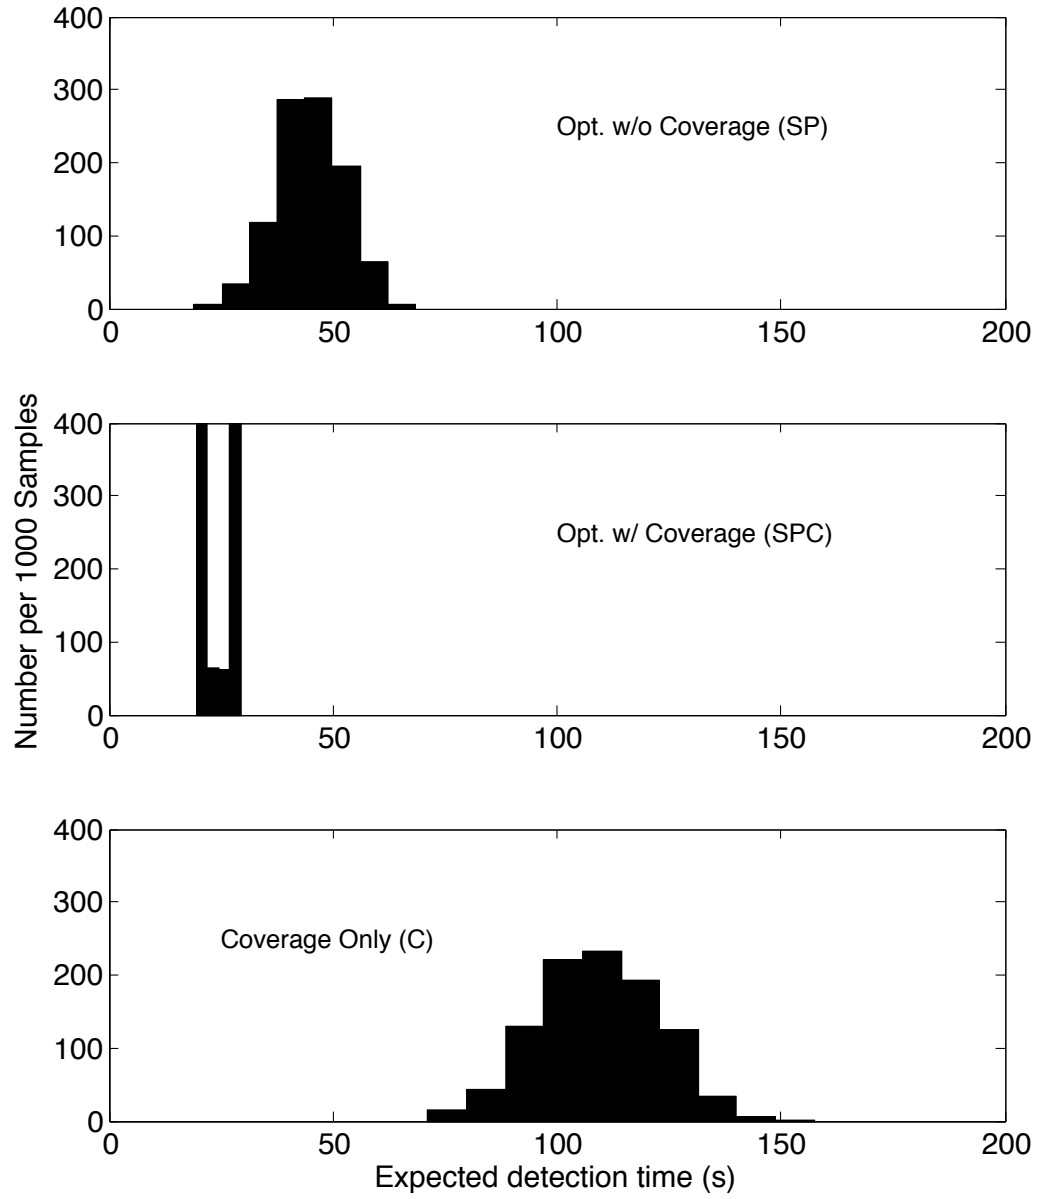 400
300
200
100
0
0 50 100 150 200
Opt. w/o Coverage (SP)
Number per 1000 Samples
400
300
200
100
0
0 50 100 150 200
Opt. w/ Coverage (SPC)
400
300
200
100
0
0 50 100 150 200
Coverage Only (C)
Expected detection time (s)